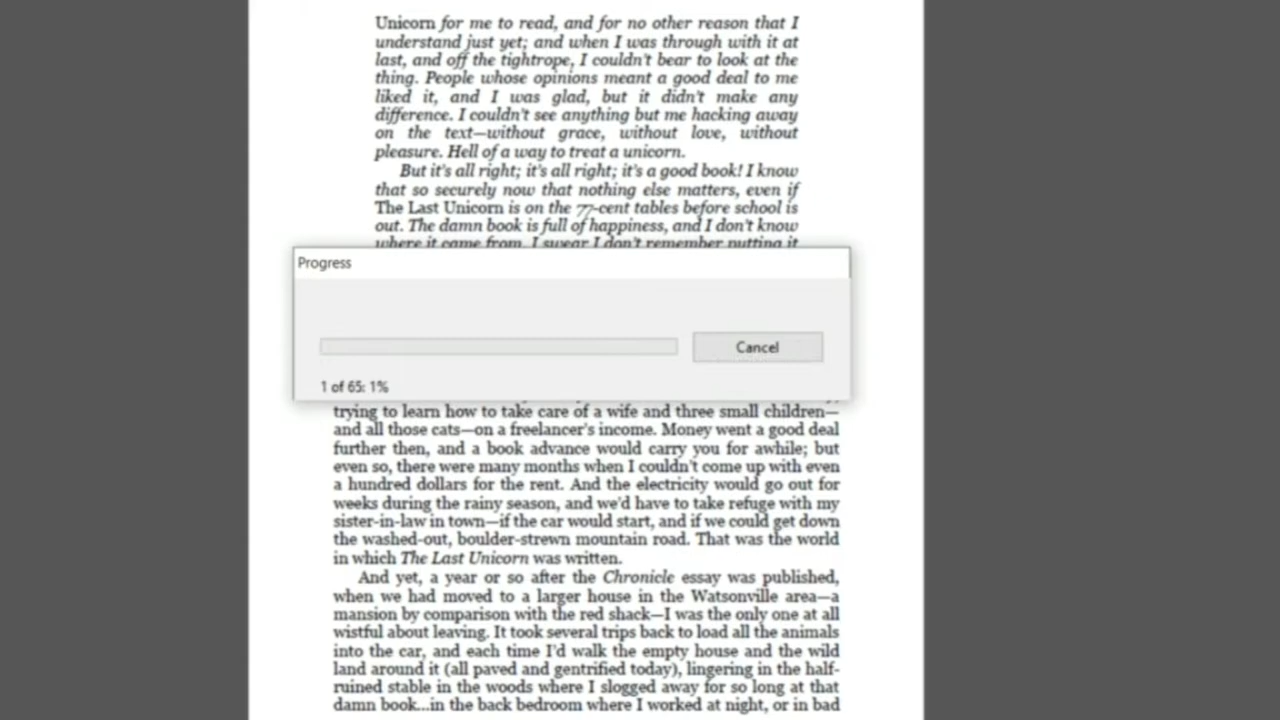 Unicorn for me to read, and for no other reason that I
understand just yet; and when I was through with it at
last, and off the tightrope, I couldn't bear to look at the
thing. People whose opinions meant a good deal to me
liked it, and I was glad, but it didn't make any
difference. I couldn't see anything but me hacking away
on the text—without grace, without love, without
pleasure. Hell of a way to treat a unicorn.
But it's all right; it's all right; it's a good book! I know
that so securely now that nothing else matters, even if
The Last Unicorn is on the 77-cent tables before school is
out. The damn book is full of happiness, and I don't know
where it came from. I swear I don't remember putting it
Progress
Cancel
1 of 65: 1%
trying to learn how to take care of a wife and three small children—
and all those cats—on a freelancer's income. Money went a good deal
further then, and a book advance would carry you for awhile; but
even so, there were many months when I couldn't come up with even
a hundred dollars for the rent. And the electricity would go out for
weeks during the rainy season, and we'd have to take refuge with my
sister-in-law in town—if the car would start, and if we could get down
the washed-out, boulder-strewn mountain road. That was the world
in which The Last Unicorn was written.
And yet, a year or so after the Chronicle essay was published,
when we had moved to a larger house in the Watsonville area—a
mansion by comparison with the red shack—I was the only one at all
wistful about leaving. It took several trips back to load all the animals
into the car, and each time I'd walk the empty house and the wild
land around it (all paved and gentrified today), lingering in the half-
ruined stable in the woods where I slogged away for so long at that
damn book...in the back bedroom where I worked at night, or in bad